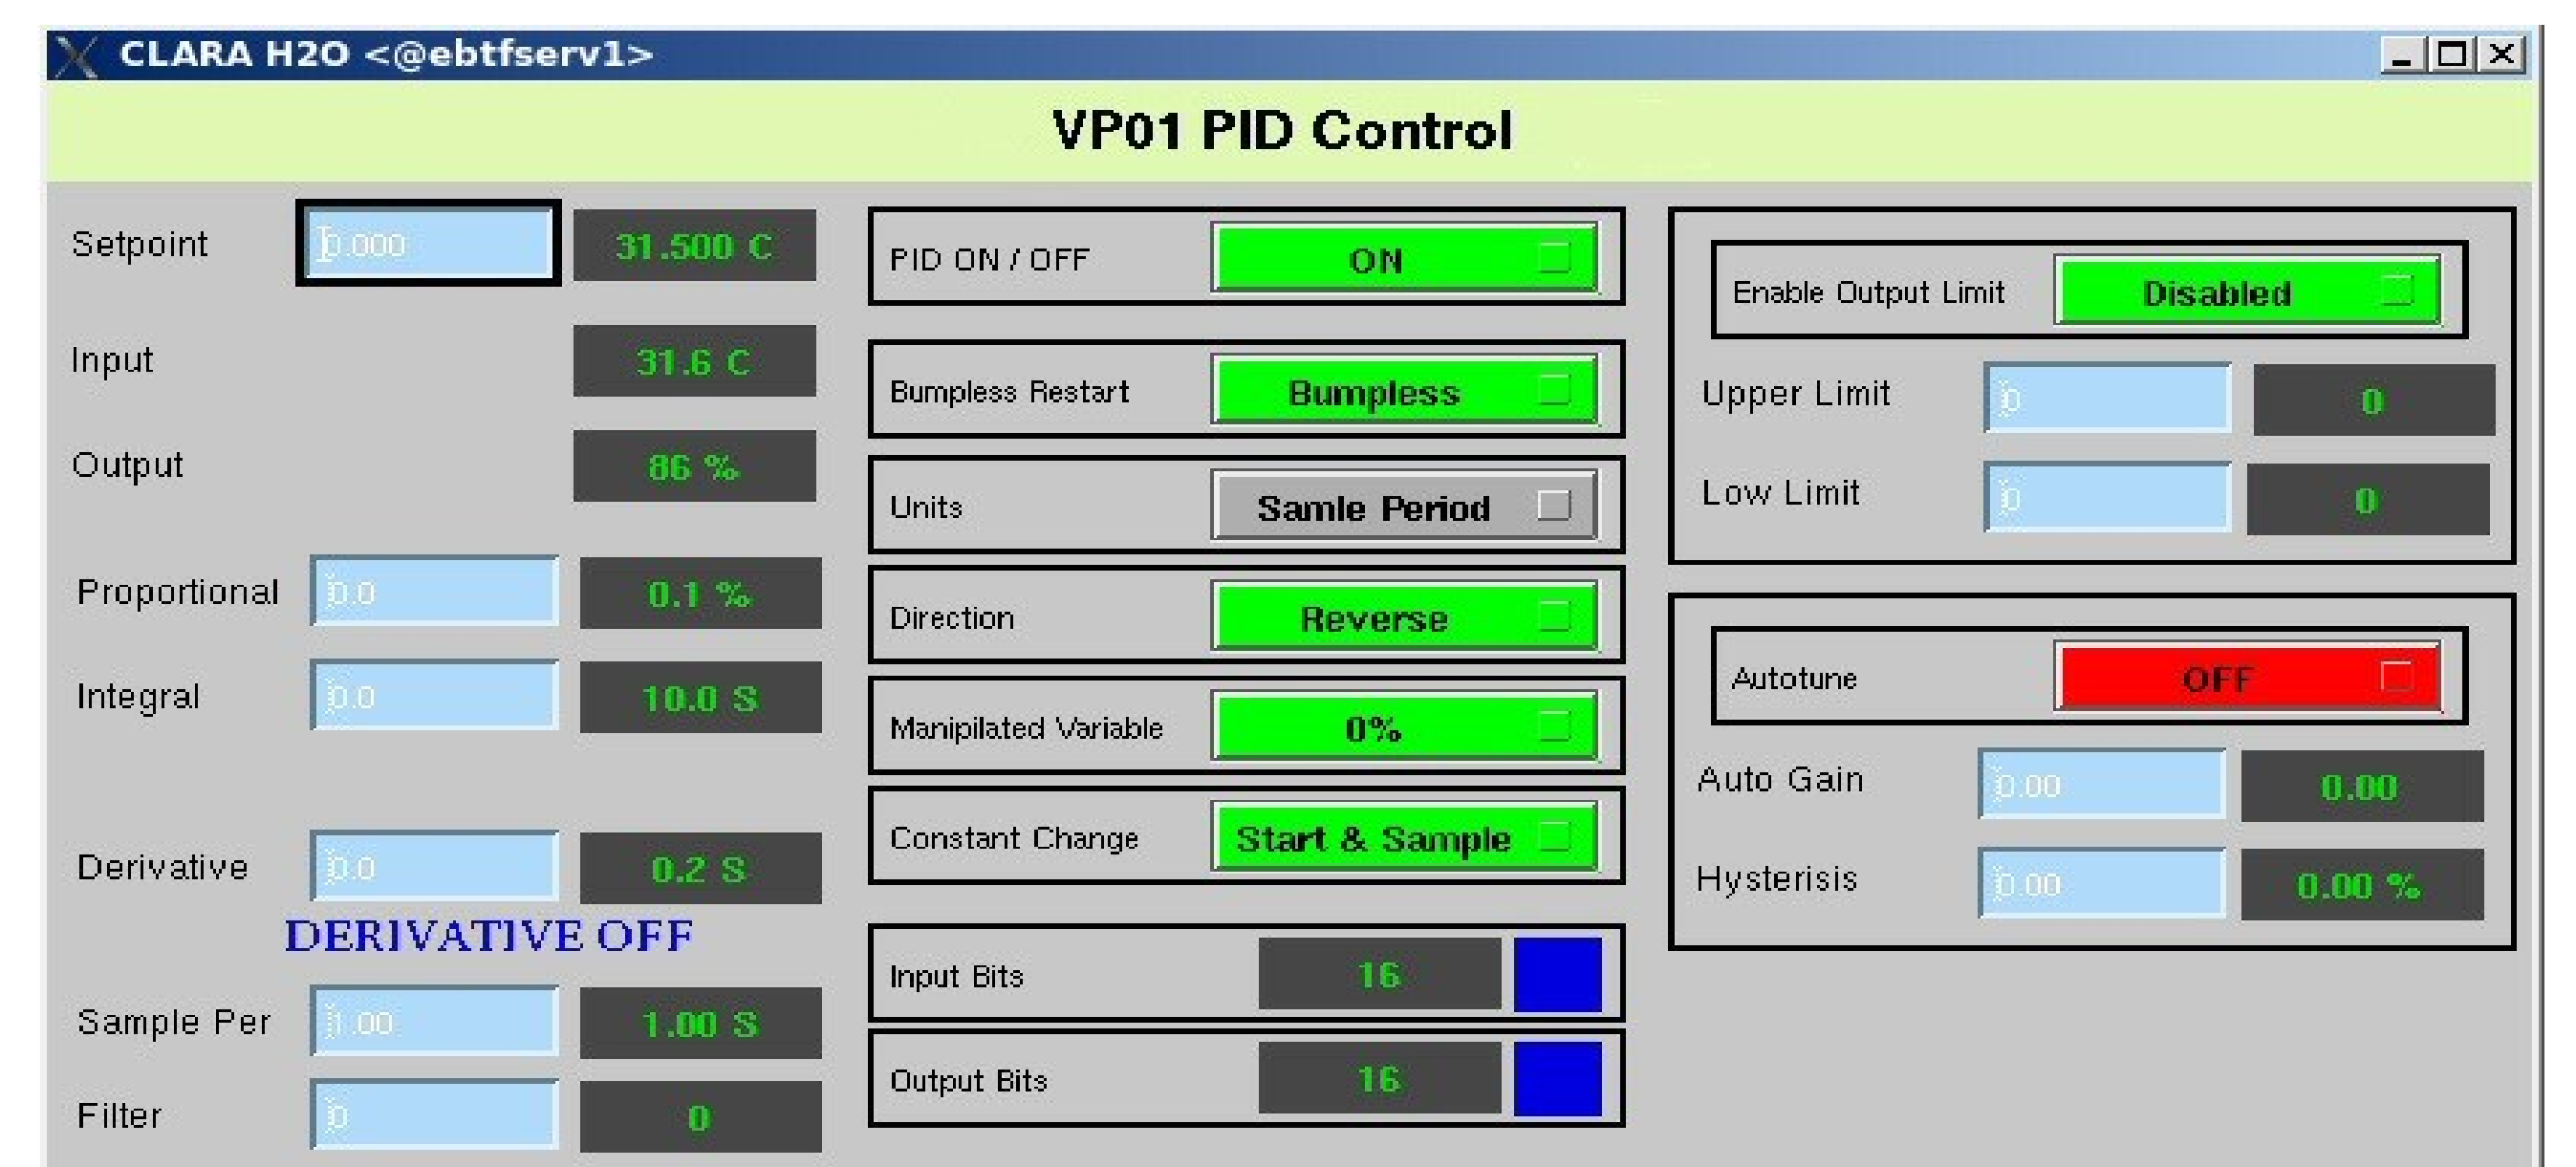 CLARA H2O <@ebtfserv1>
VP01 PID Control
Setpoint 0.000 31.500 C
Input 31.6 C
Output 86 %
Proportional 0.0 0.1 %
Integral 0.0 10.0 S
Derivative 0.0 0.2 S
DERIVATIVE OFF
Sample Per 1.00 1.00 S
Filter 0 0
PID ON / OFF ON
Bumpless Restart Bumpless
Units Samle Period
Direction Reverse
Manipilated Variable 0%
Constant Change Start & Sample
Input Bits 16
Output Bits 16
Enable Output Limit Disabled
Upper Limit 0 0
Low Limit 0 0
Autotune OFF
Auto Gain 0.00 0.00
Hysterisis 0.00 0.00 %